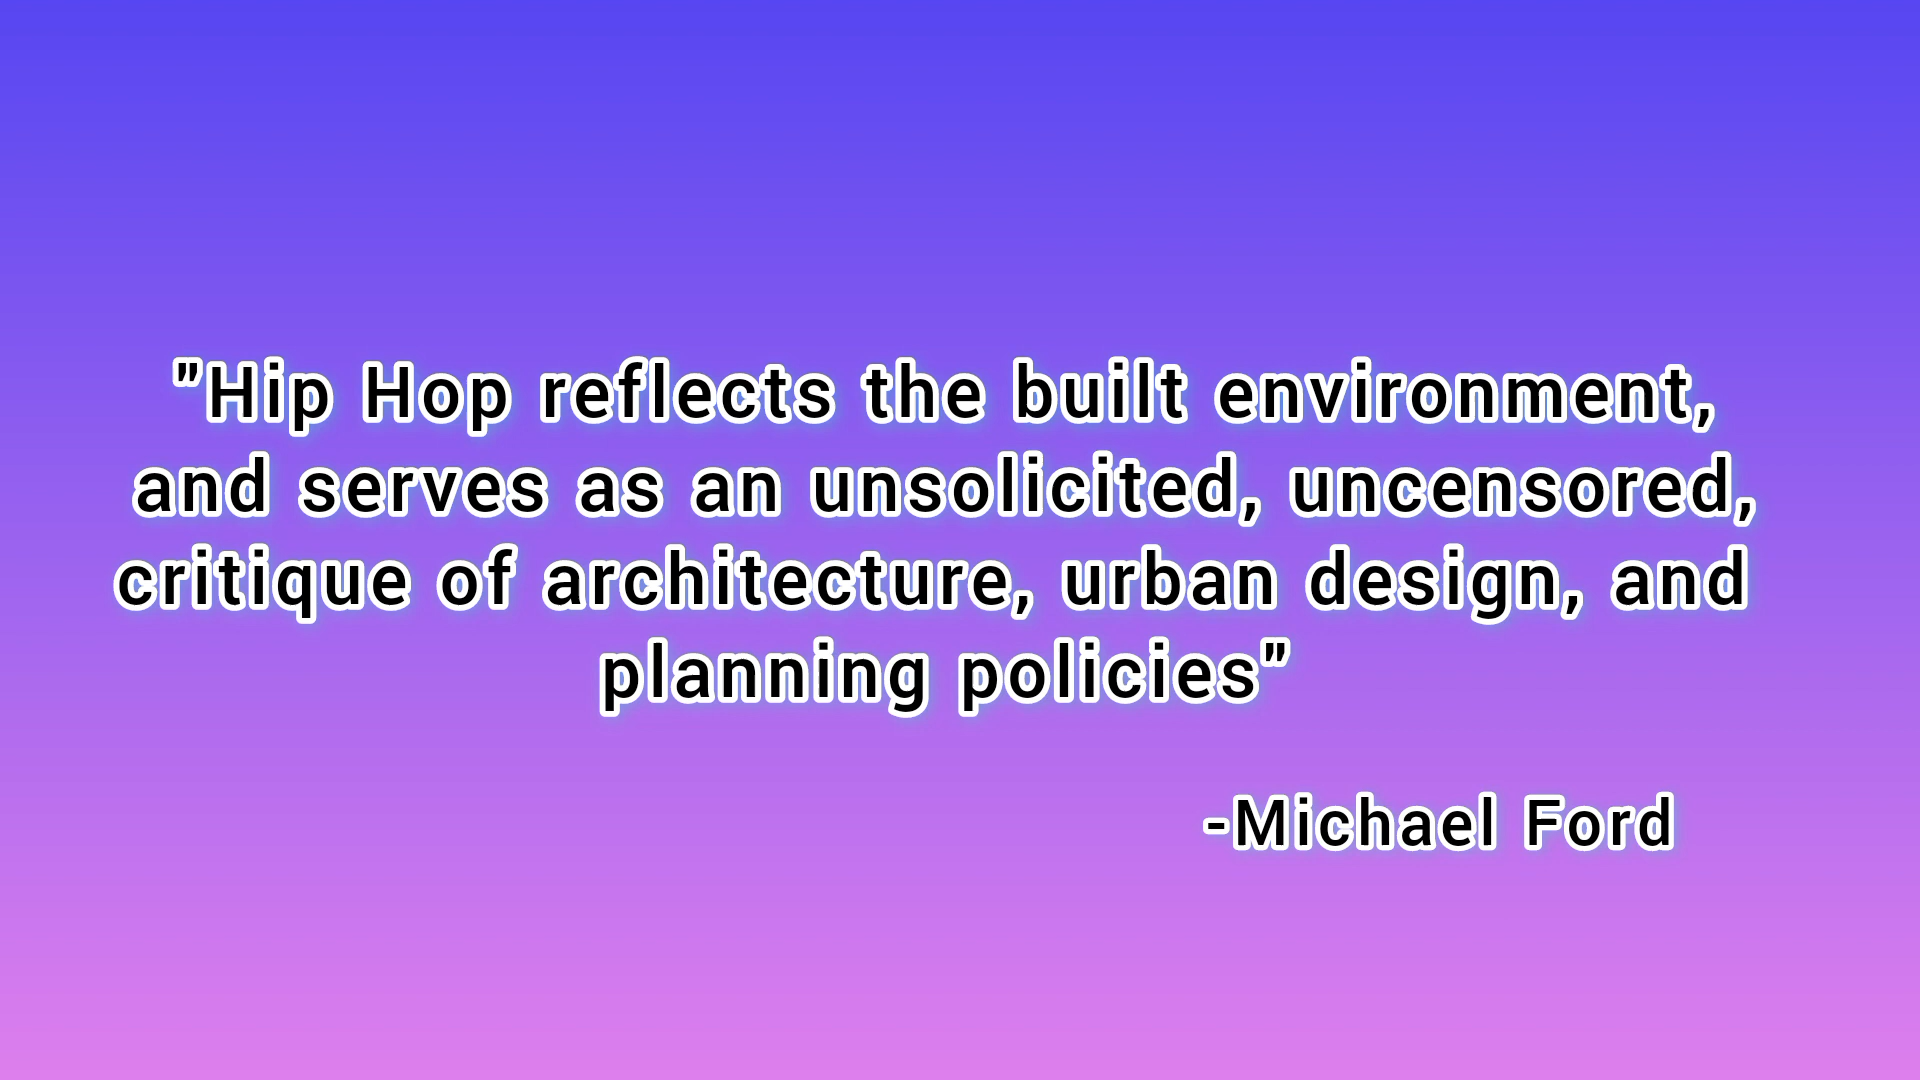 "Hip Hop reflects the built environment,
and serves as an unsolicited, uncensored,
critique of architecture, urban design, and
planning policies"
-Michael Ford